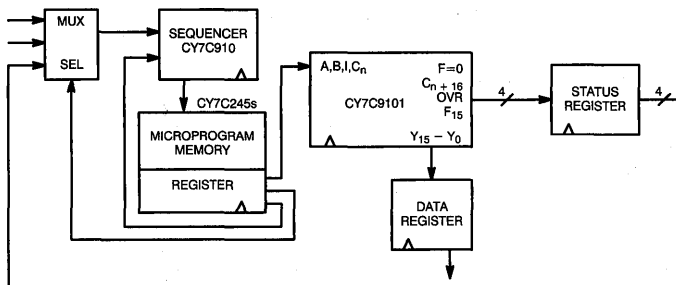 MUX
SEL
SEQUENCER
CY7C910
CY7C245s
MICROPROGRAM
MEMORY
REGISTER
A,B,I,Cn
CY7C9101
F=0
Cn + 16
OVR
F15
Y15 – Y0
4
STATUS
REGISTER
4
DATA
REGISTER